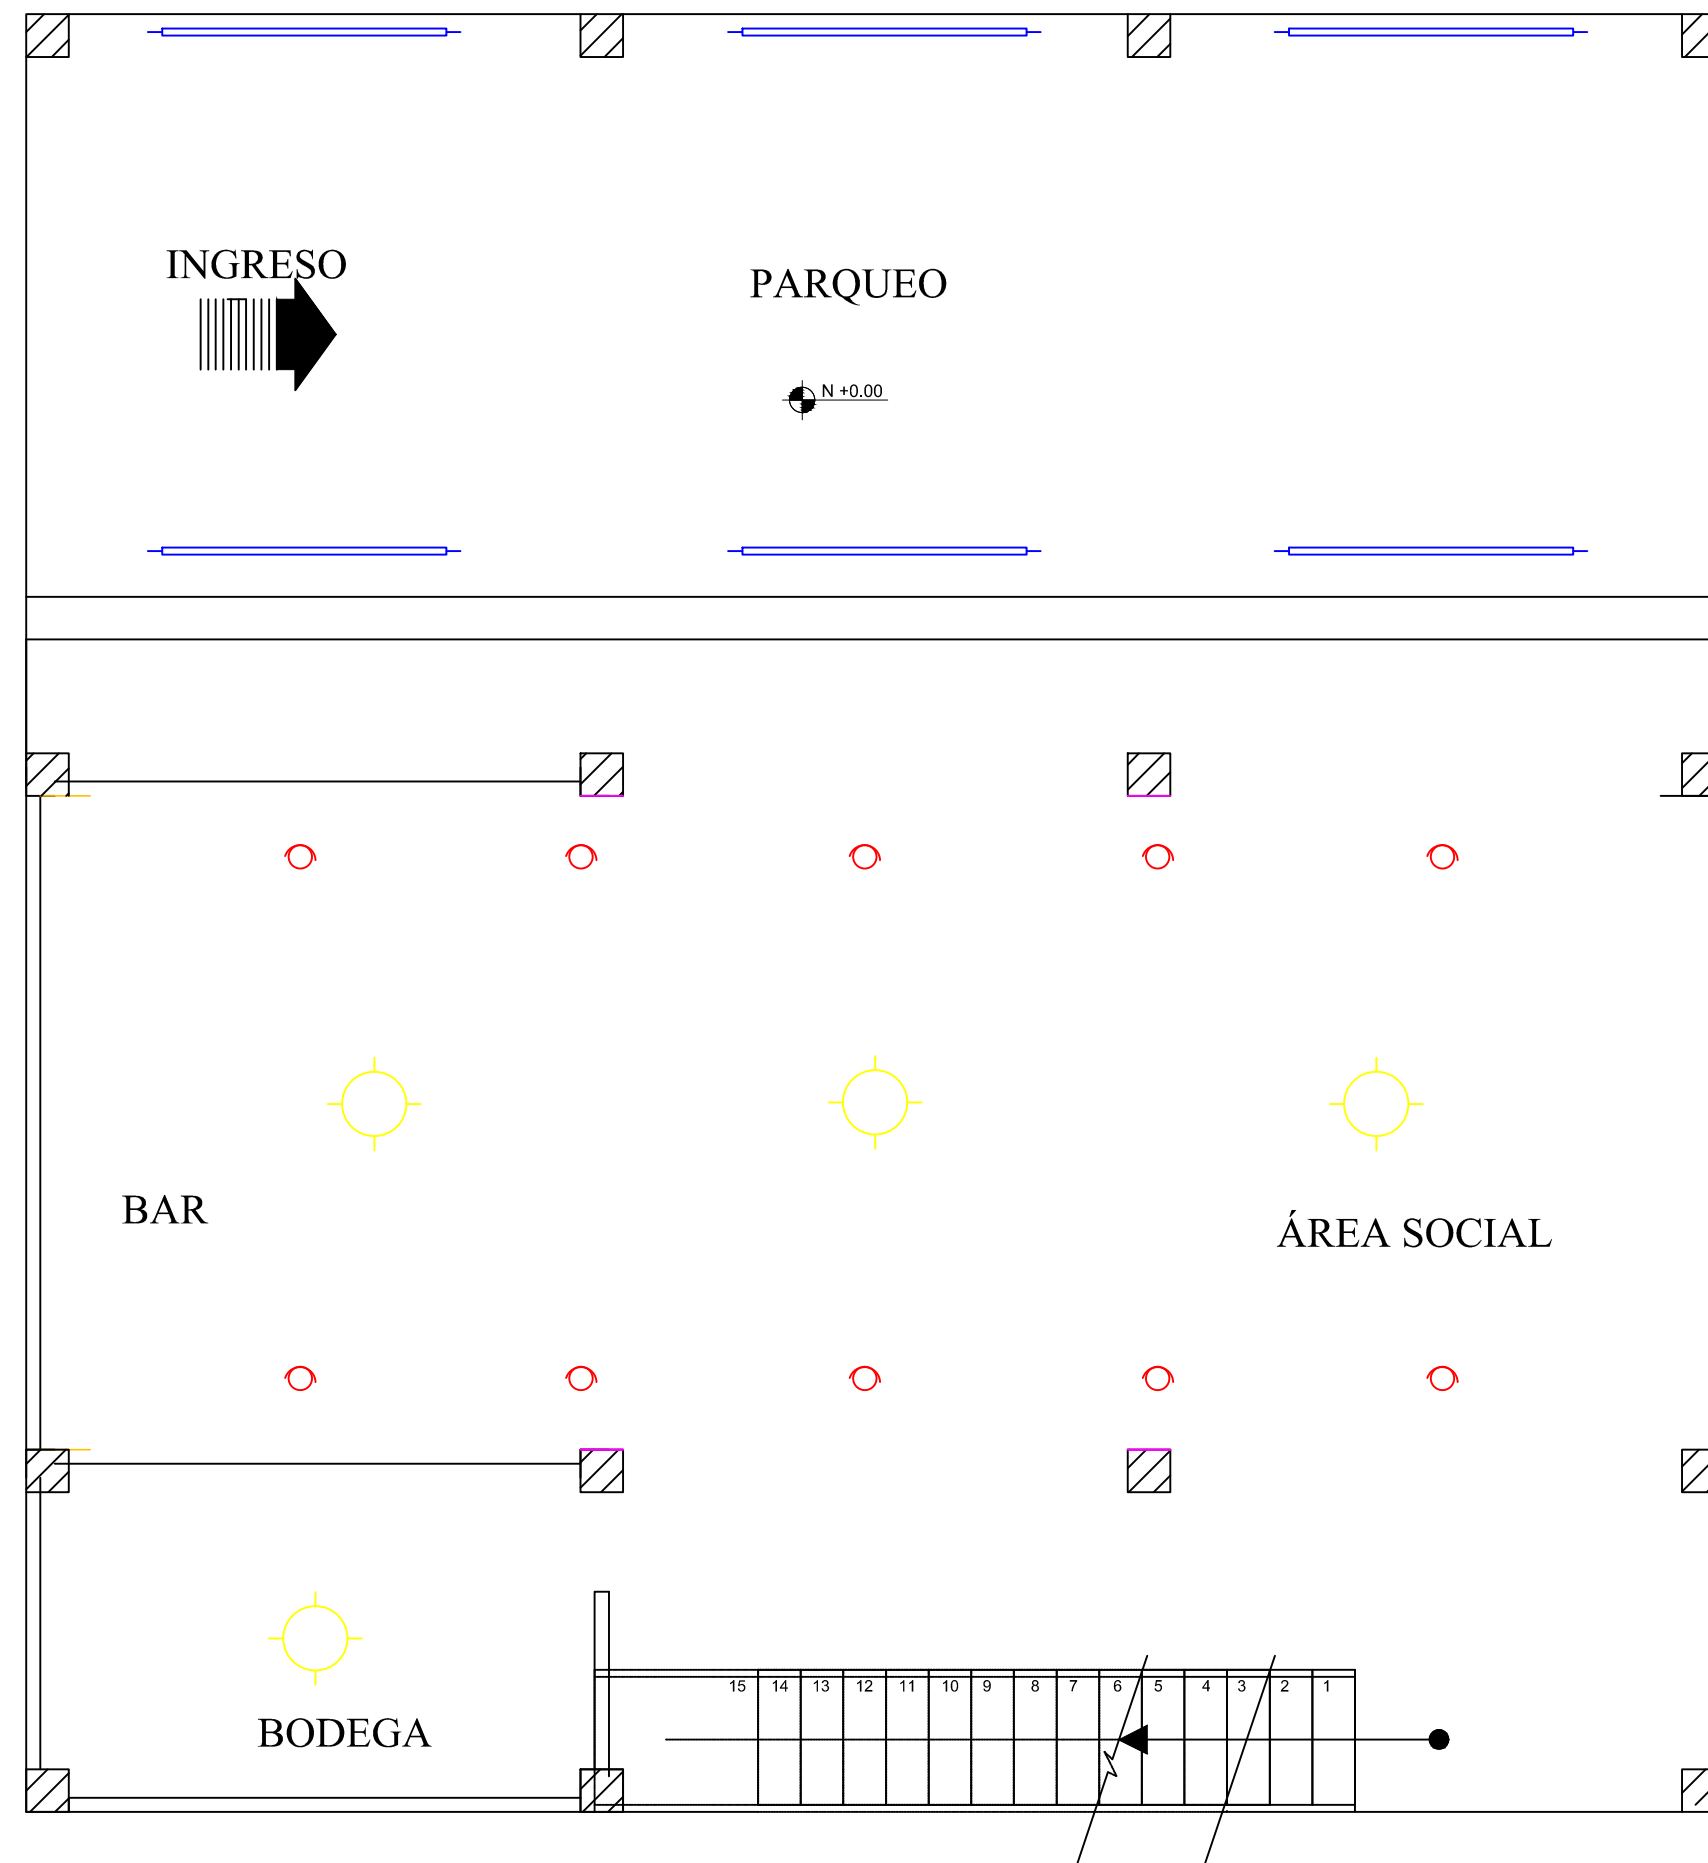 INGRESO
PARQUEO
N +0.00
BAR
ÁREA SOCIAL
15 14 13 12 11 10 9 8 7 6 5 4 3 2 1
BODEGA